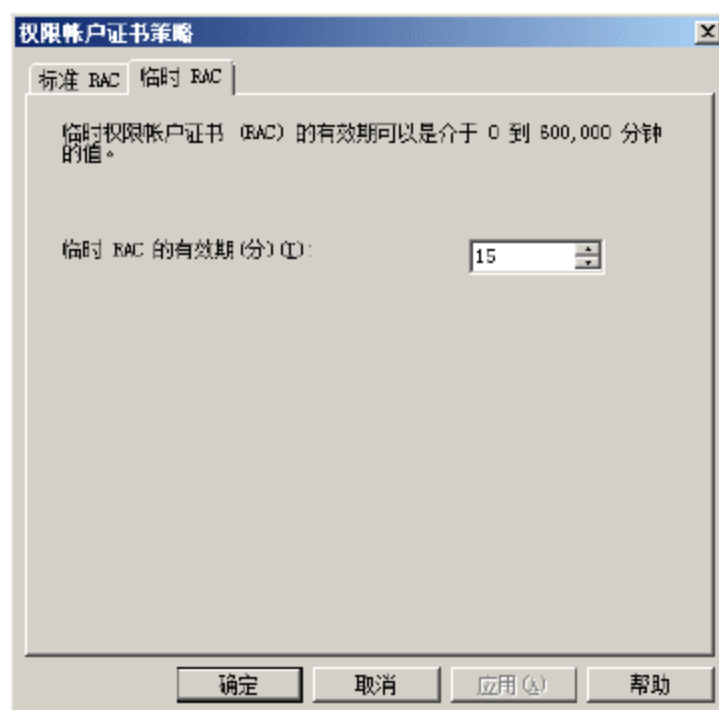 权限帐户证书策略
标准 RAC 临时 RAC
临时权限帐户证书 (RAC) 的有效期可以是介于 0 到 600,000 分钟
的值。
临时 RAC 的有效期(分)(I): 15
确定 取消 应用(A) 帮助